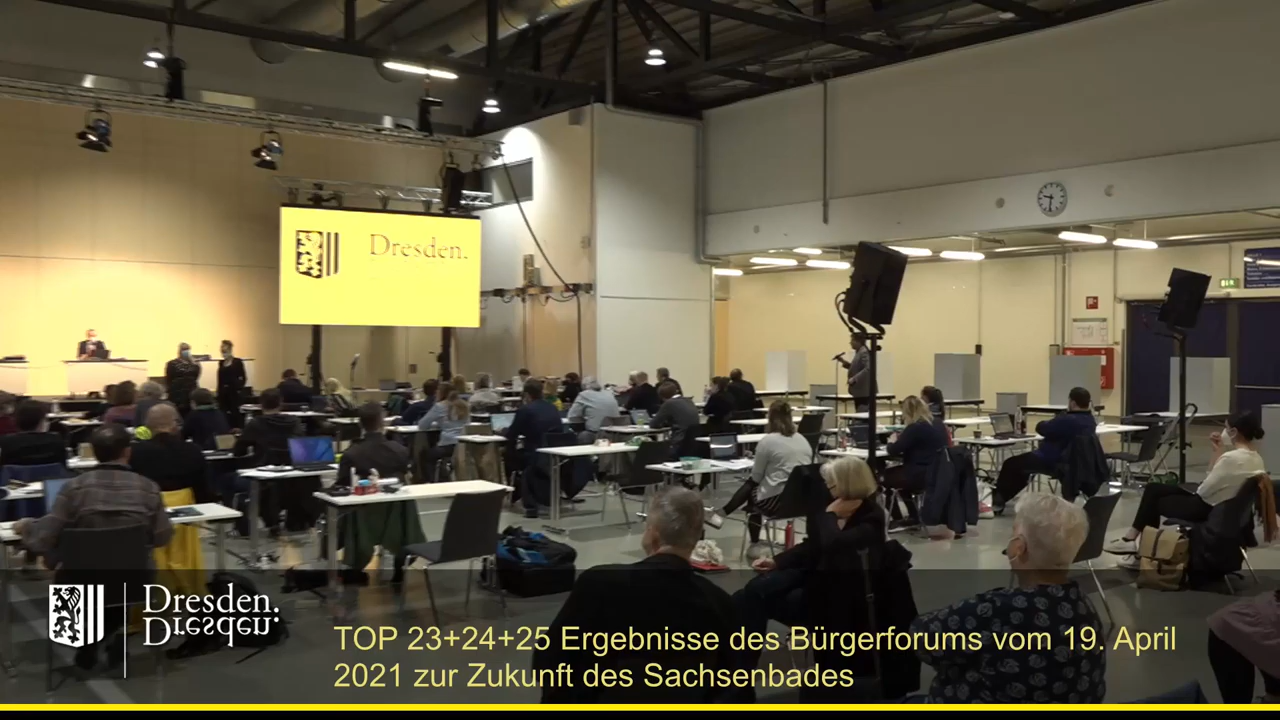 Dresden.
Dresden.
Dresden.
TOP 23+24+25 Ergebnisse des Bürgerforums vom 19. April
2021 zur Zukunft des Sachsenbades